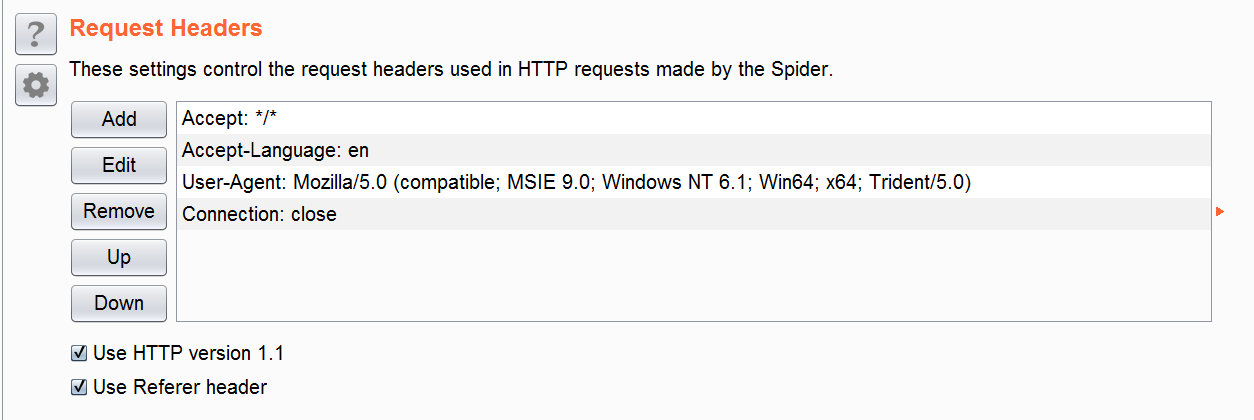 ?
Request Headers
These settings control the request headers used in HTTP requests made by the Spider.
Add
Edit
Remove
Up
Down
Accept: */*
Accept-Language: en
User-Agent: Mozilla/5.0 (compatible; MSIE 9.0; Windows NT 6.1; Win64; x64; Trident/5.0)
Connection: close
Use HTTP version 1.1
Use Referer header